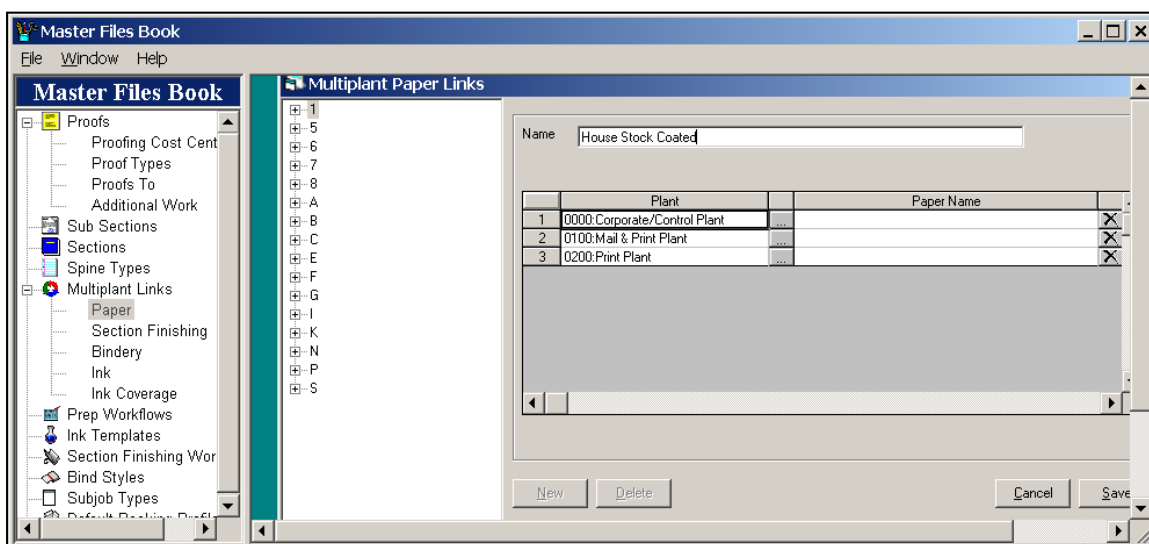 Master Files Book
File Window Help
Master Files Book
Proofs
Proofing Cost Cent
Proof Types
Proofs To
Additional Work
Sub Sections
Sections
Spine Types
Multiplant Links
Paper
Section Finishing
Bindery
Ink
Ink Coverage
Prep Workflows
Ink Templates
Section Finishing Wor
Bind Styles
Subjob Types
Multiplant Paper Links
1
5
6
7
8
A
B
C
E
F
G
I
K
N
P
S
Name House Stock Coated
Plant Paper Name
1 0000:Corporate/Control Plant ...
2 0100:Mail & Print Plant ...
3 0200:Print Plant ...
New Delete Cancel Save